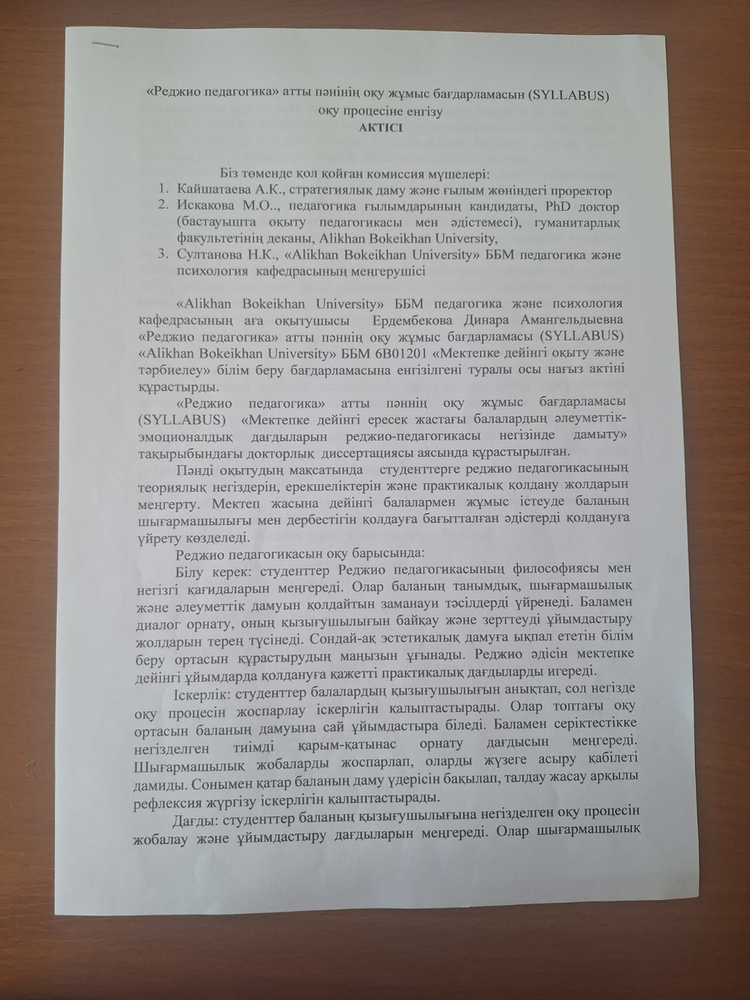 «Реджио педагогика» атты пәнінің оқу жұмыс бағдарламасын (SYLLABUS)
оқу процесіне енгізу
АКТІСІ
Біз төменде қол қойған комиссия мүшелері:
1. Кайшатаева А.К., стратегиялық даму және ғылым жөніндегі проректор
2. Искакова М.О.., педагогика ғылымдарының кандидаты, PhD доктор
(бастауышта оқыту педагогикасы мен әдістемесі), гуманитарлық
факультетінің деканы, Alikhan Bokeikhan University,
3. Султанова Н.К., «Alikhan Bokeikhan University» ББМ педагогика және
психология кафедрасының меңгерушісі
«Alikhan Bokeikhan University» ББМ педагогика және психология
кафедрасының аға оқытушысы Ердембекова Динара Амангельдыевна
«Реджио педагогика» атты пәннің оқу жұмыс бағдарламасы (SYLLABUS)
«Alikhan Bokeikhan University» ББМ 6В01201 «Мектепке дейінгі оқыту және
тәрбиелеу» білім беру бағдарламасына енгізілгені туралы осы нағыз актіні
құрастырды.
«Реджио педагогика» атты пәннің оқу жұмыс бағдарламасы
(SYLLABUS) «Мектепке дейінгі ересек жастағы балалардың әлеуметтік-
эмоционалдық дағдыларын реджио-педагогикасы негізінде дамыту»
тақырыбындағы докторлық диссертациясы аясында құрастырылған.
Пәнді оқытудың мақсатында студенттерге реджио педагогикасының
теориялық негіздерін, ерекшеліктерін және практикалық қолдану жолдарын
меңгерту. Мектеп жасына дейінгі балалармен жұмыс істеуде баланың
шығармашылығы мен дербестігін қолдауға бағытталған әдістерді қолдануға
үйрету көзделеді.
Реджио педагогикасын оқу барысында:
Білу керек: студенттер Реджио педагогикасының философиясы мен
негізгі қағидаларын меңгереді. Олар баланың танымдық, шығармашылық
және әлеуметтік дамуын қолдайтын заманауи тәсілдерді үйренеді. Баламен
диалог орнату, оның қызығушылығын байқау және зерттеуді ұйымдастыру
жолдарын терең түсінеді. Сондай-ақ эстетикалық дамуға ықпал ететін білім
беру ортасын құрастырудың маңызын ұғынады. Реджио әдісін мектепке
дейінгі ұйымдарда қолдануға қажетті практикалық дағдыларды игереді.
Іскерлік: студенттер балалардың қызығушылығын анықтап, сол негізде
оқу процесін жоспарлау іскерлігін қалыптастырады. Олар топтағы оқу
ортасын баланың дамуына сай ұйымдастыра біледі. Баламен серіктестікке
негізделген тиімді қарым-қатынас орнату дағдысын меңгереді.
Шығармашылық жобаларды жоспарлап, оларды жүзеге асыру қабілеті
дамиды. Сонымен қатар баланың даму үдерісін бақылап, талдау жасау арқылы
рефлексия жүргізу іскерлігін қалыптастырады.
Дағды: студенттер баланың қызығушылығына негізделген оқу процесін
жобалау және ұйымдастыру дағдыларын меңгереді. Олар шығармашылық